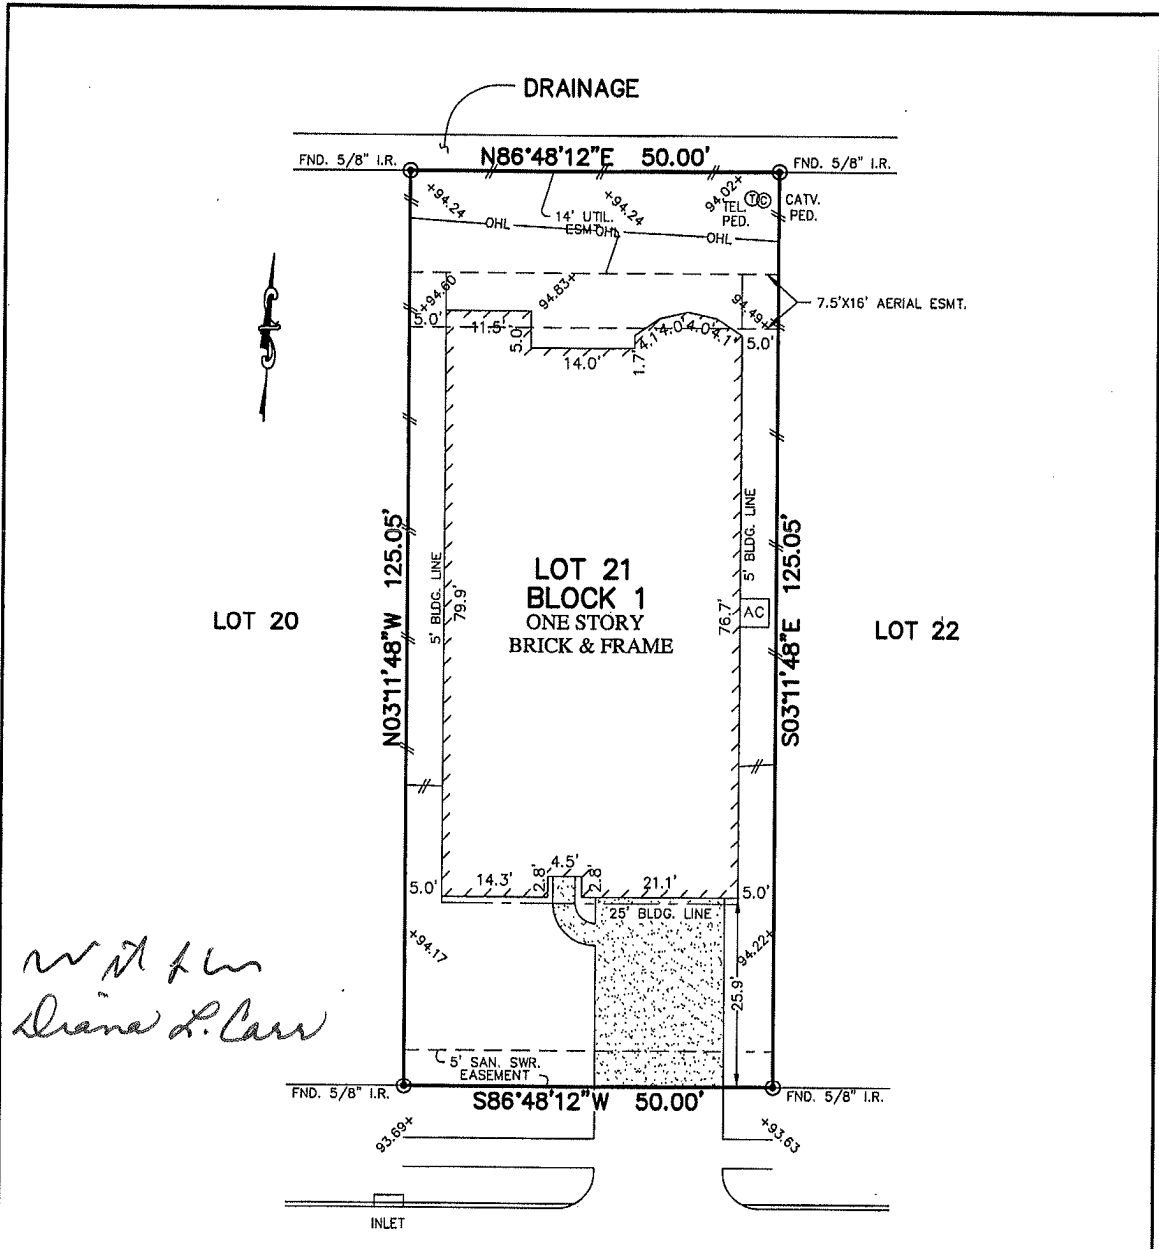 DRAINAGE
FND. 5/8" I.R. N86°48'12"E 50.00' FND. 5/8" I.R.
+94.24 +94.24 94.02+ TEL. PED. T C CATV. PED.
14' UTIL. ESMT.
OHL OHL OHL
+94.60 94.83+ 94.49+ 7.5'X16' AERIAL ESMT.
5.0' 11.5' 5.0' 14.0' 1.7' 4.1' 4.0' 4.0' 4.1' 5.0'
N03°11'48"W 125.05'
5' BLDG. LINE
79.9'
LOT 20
LOT 21
BLOCK 1
ONE STORY
BRICK & FRAME
76.7'
5' BLDG. LINE
AC
S03°11'48"E 125.05'
LOT 22
5.0' 14.3' 2.8' 4.5' 2.8' 21.1' 5.0'
25' BLDG. LINE
+94.17 94.22+
25.9'
Diana L. Carr
5' SAN. SWR.
EASEMENT
FND. 5/8" I.R. S86°48'12"W 50.00' FND. 5/8" I.R.
93.69+ +93.63
INLET